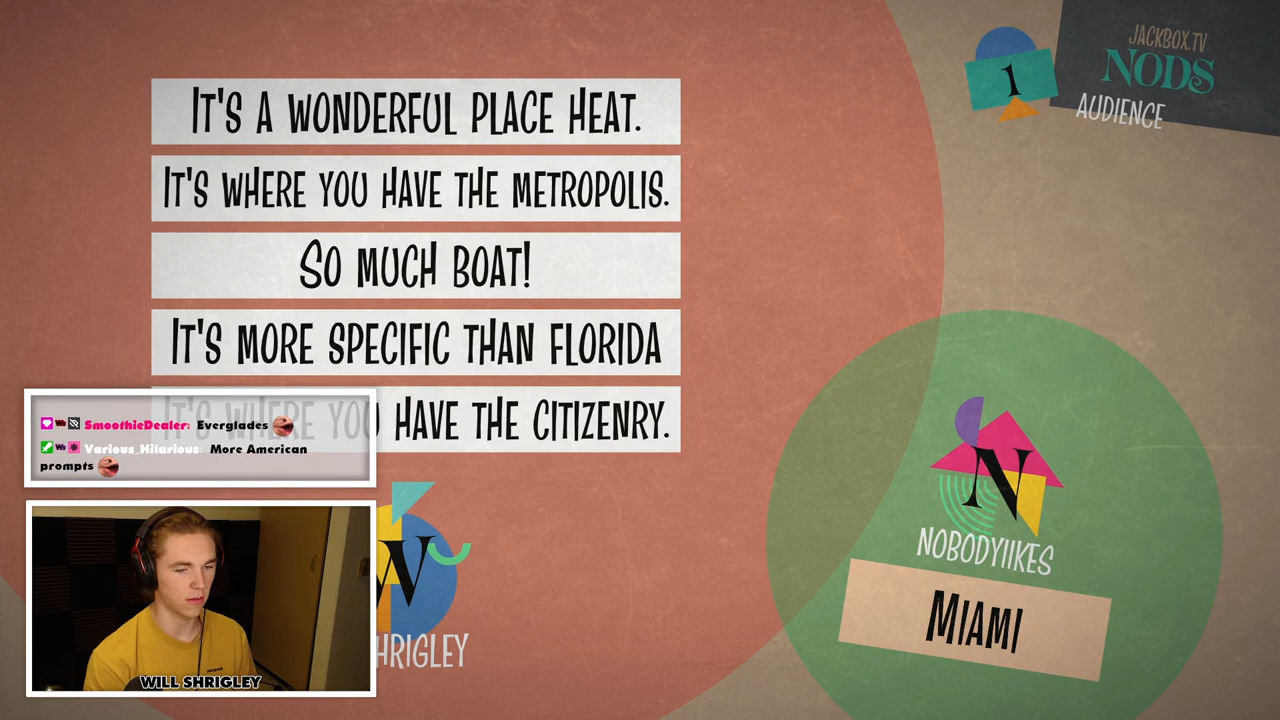 JACKBOX.TV
NODS
1
AUDIENCE
IT'S A WONDERFUL PLACE HEAT.
IT'S WHERE YOU HAVE THE METROPOLIS.
SO MUCH BOAT!
IT'S MORE SPECIFIC THAN FLORIDA
IT'S WHERE YOU HAVE THE CITIZENRY.
SmoothieDealer: Everglades
Various_Hilarious: More American
prompts
N
NOBODYIIKES
MIAMI
W
SHRIGLEY
WILL SHRIGLEY